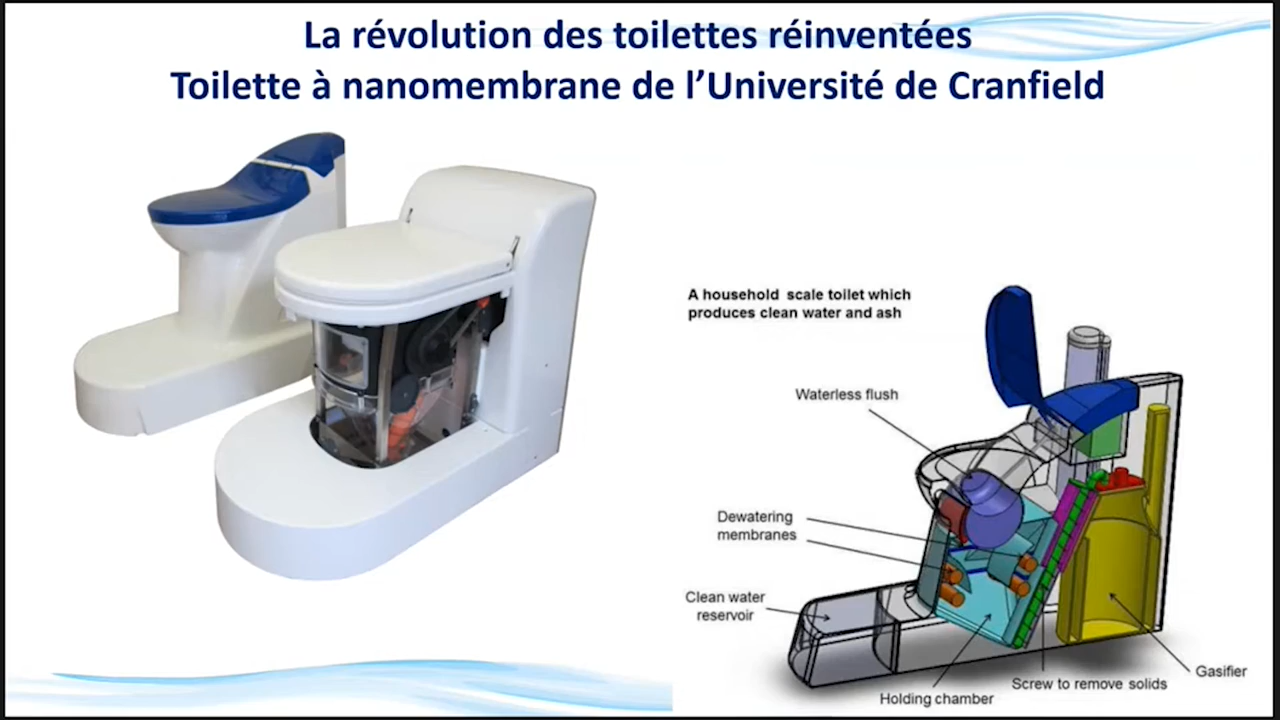 La révolution des toilettes réinventées
Toilette à nanomembrane de l’Université de Cranfield
A household scale toilet which
produces clean water and ash
Waterless flush
Dewatering
membranes
Clean water
reservoir
Holding chamber
Screw to remove solids
Gasifier